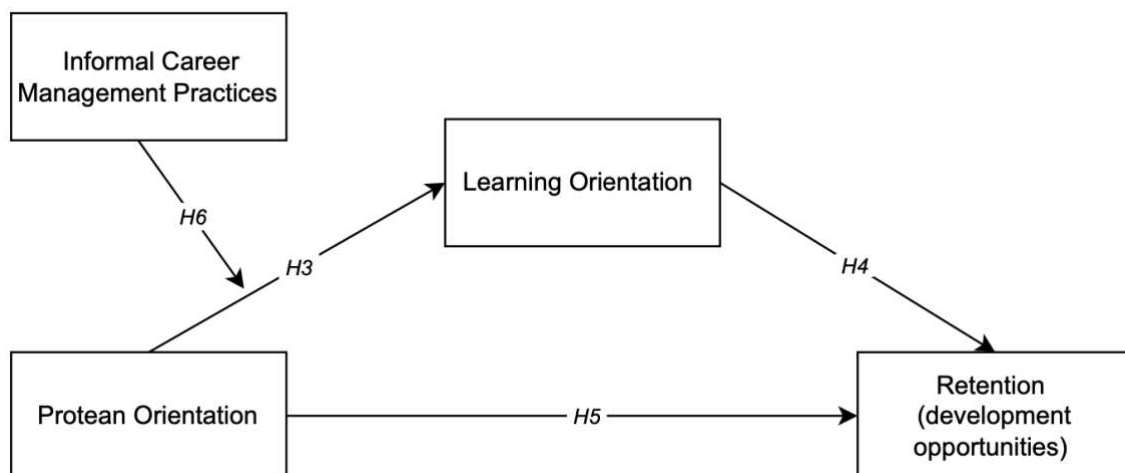 Informal Career
Management Practices
Learning Orientation
H6
H3
H4
Protean Orientation
H5
Retention
(development
opportunities)